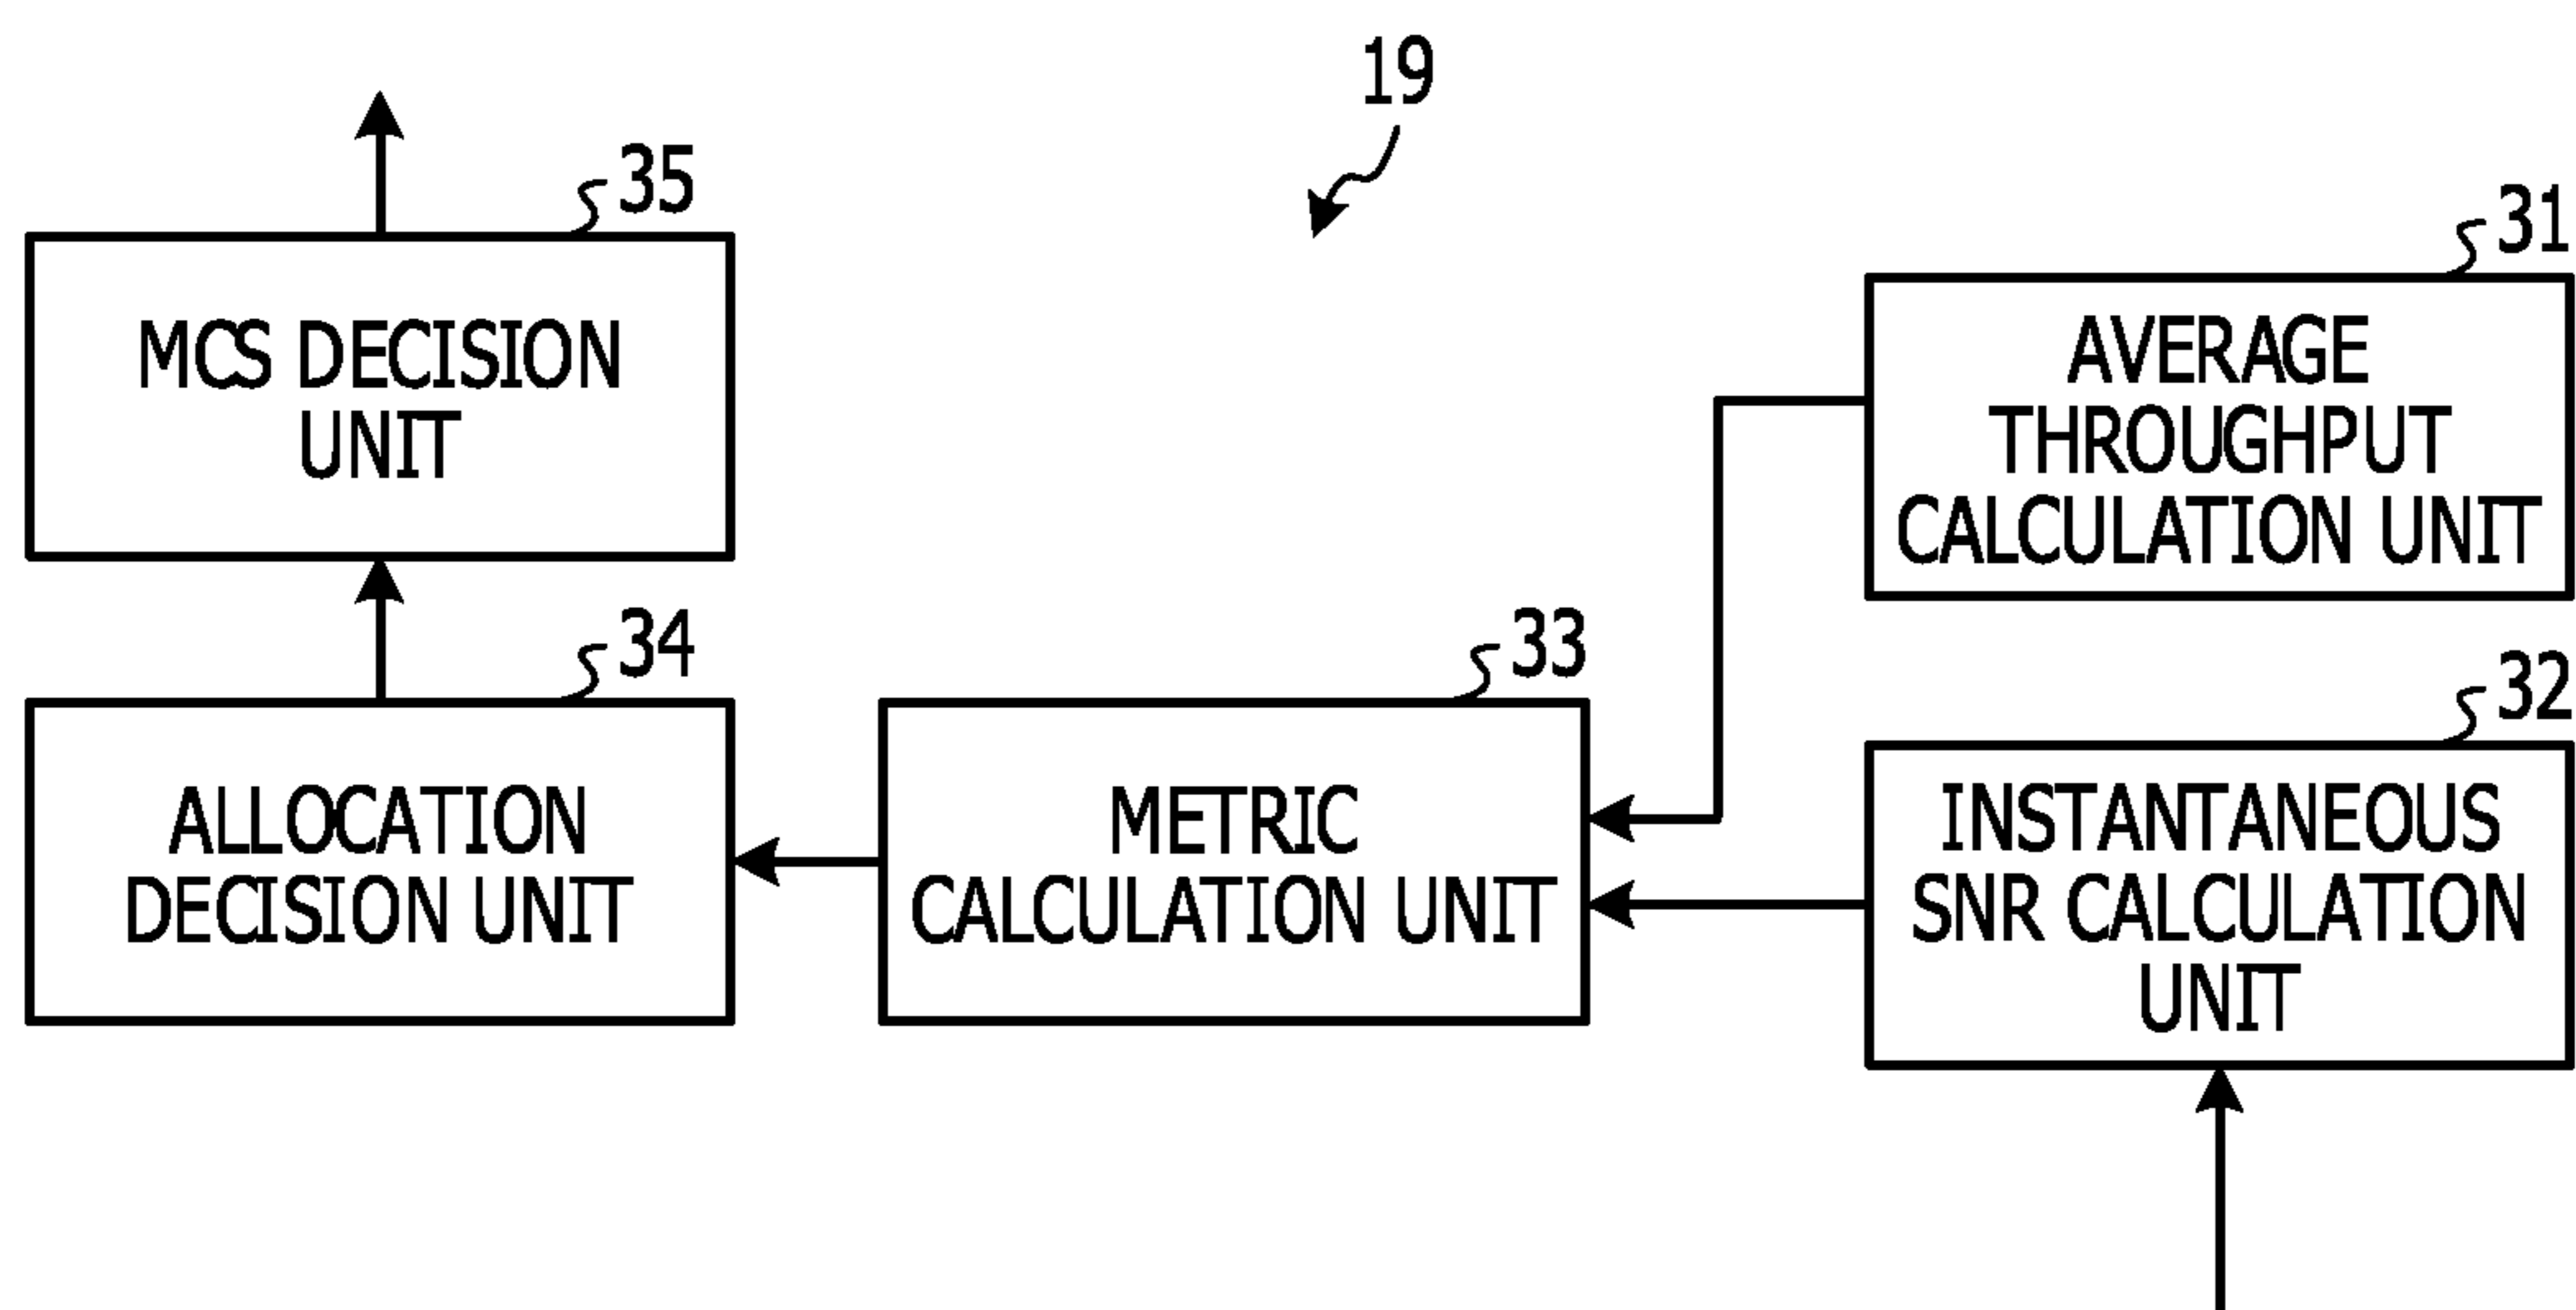 19
35
MCS DECISION
UNIT
31
AVERAGE
THROUGHPUT
CALCULATION UNIT
34
ALLOCATION
DECISION UNIT
33
METRIC
CALCULATION UNIT
32
INSTANTANEOUS
SNR CALCULATION
UNIT